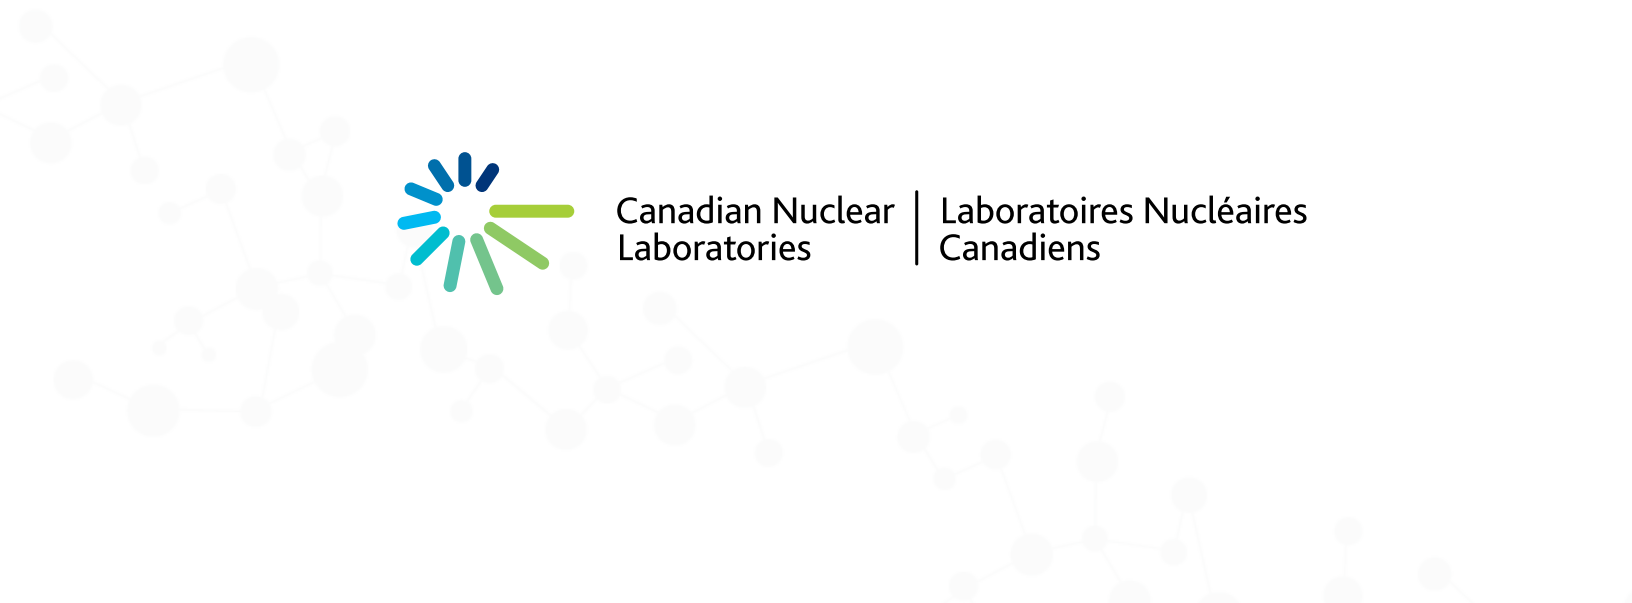 Canadian Nuclear
Laboratories
Laboratoires Nucléaires
Canadiens